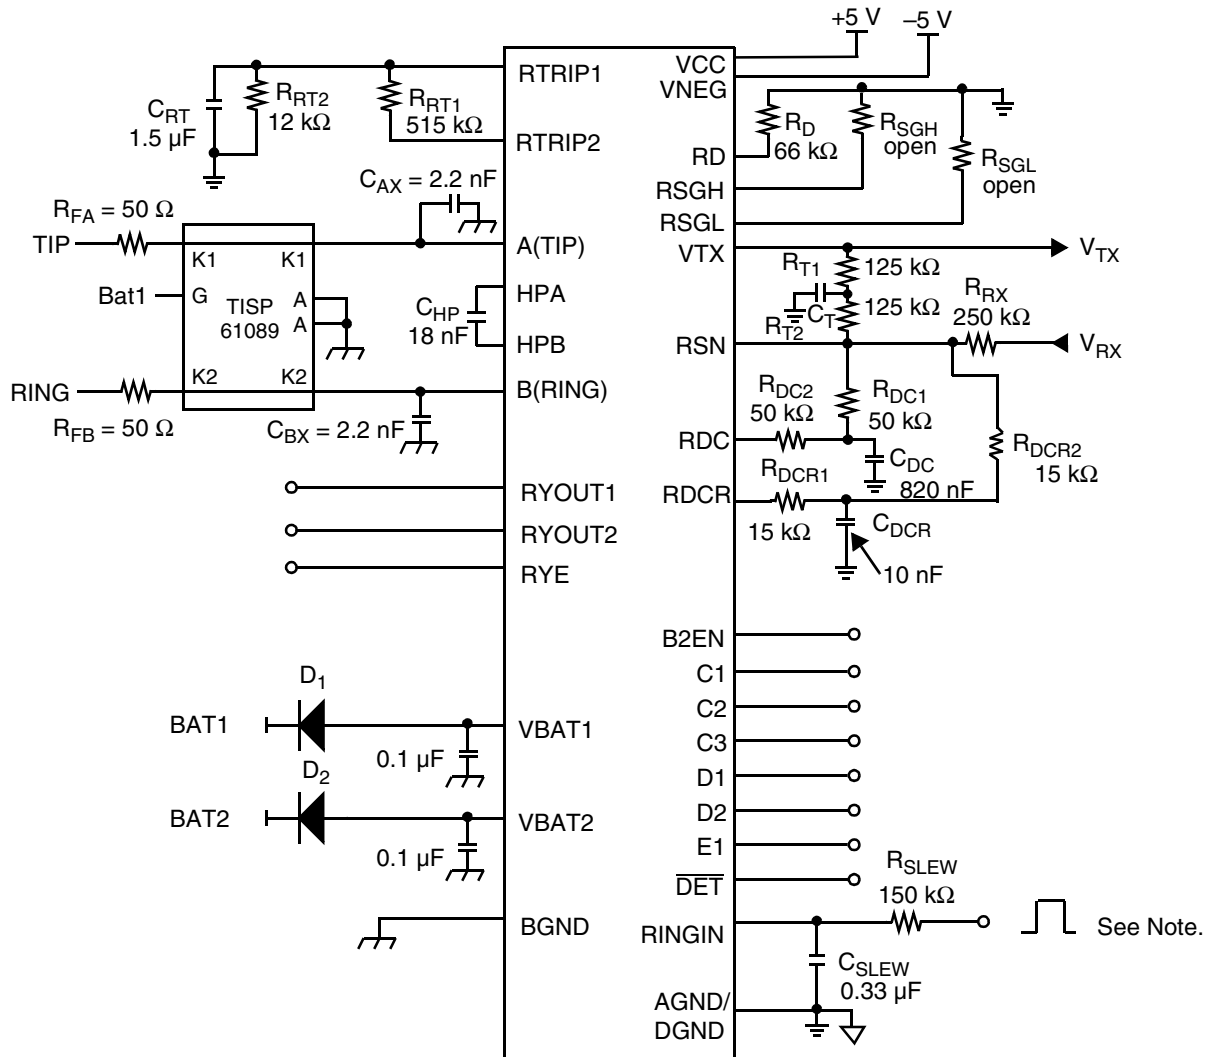 +5 V
–5 V
RTRIP1
VCC
VNEG
C_RT
1.5 µF
R_RT2
12 kΩ
R_RT1
515 kΩ
RTRIP2
R_D
66 kΩ
R_SGH
open
R_SGL
open
RD
RSGH
RSGL
C_AX = 2.2 nF
R_FA = 50 Ω
TIP
K1
K1
A(TIP)
VTX
V_TX
R_T1
125 kΩ
Bat1
G
TISP
61089
A
A
HPA
C_HP
18 nF
HPB
C_T
R_T2
125 kΩ
R_RX
250 kΩ
RSN
V_RX
RING
K2
K2
B(RING)
R_FB = 50 Ω
C_BX = 2.2 nF
R_DC2
50 kΩ
R_DC1
50 kΩ
RDC
C_DC
820 nF
R_DCR2
15 kΩ
R_DCR1
15 kΩ
RDCR
C_DCR
10 nF
RYOUT1
RYOUT2
RYE
B2EN
C1
C2
C3
D1
D2
E1
DET
D_1
BAT1
VBAT1
0.1 µF
D_2
BAT2
VBAT2
0.1 µF
BGND
R_SLEW
150 kΩ
RINGIN
See Note.
C_SLEW
0.33 µF
AGND/
DGND